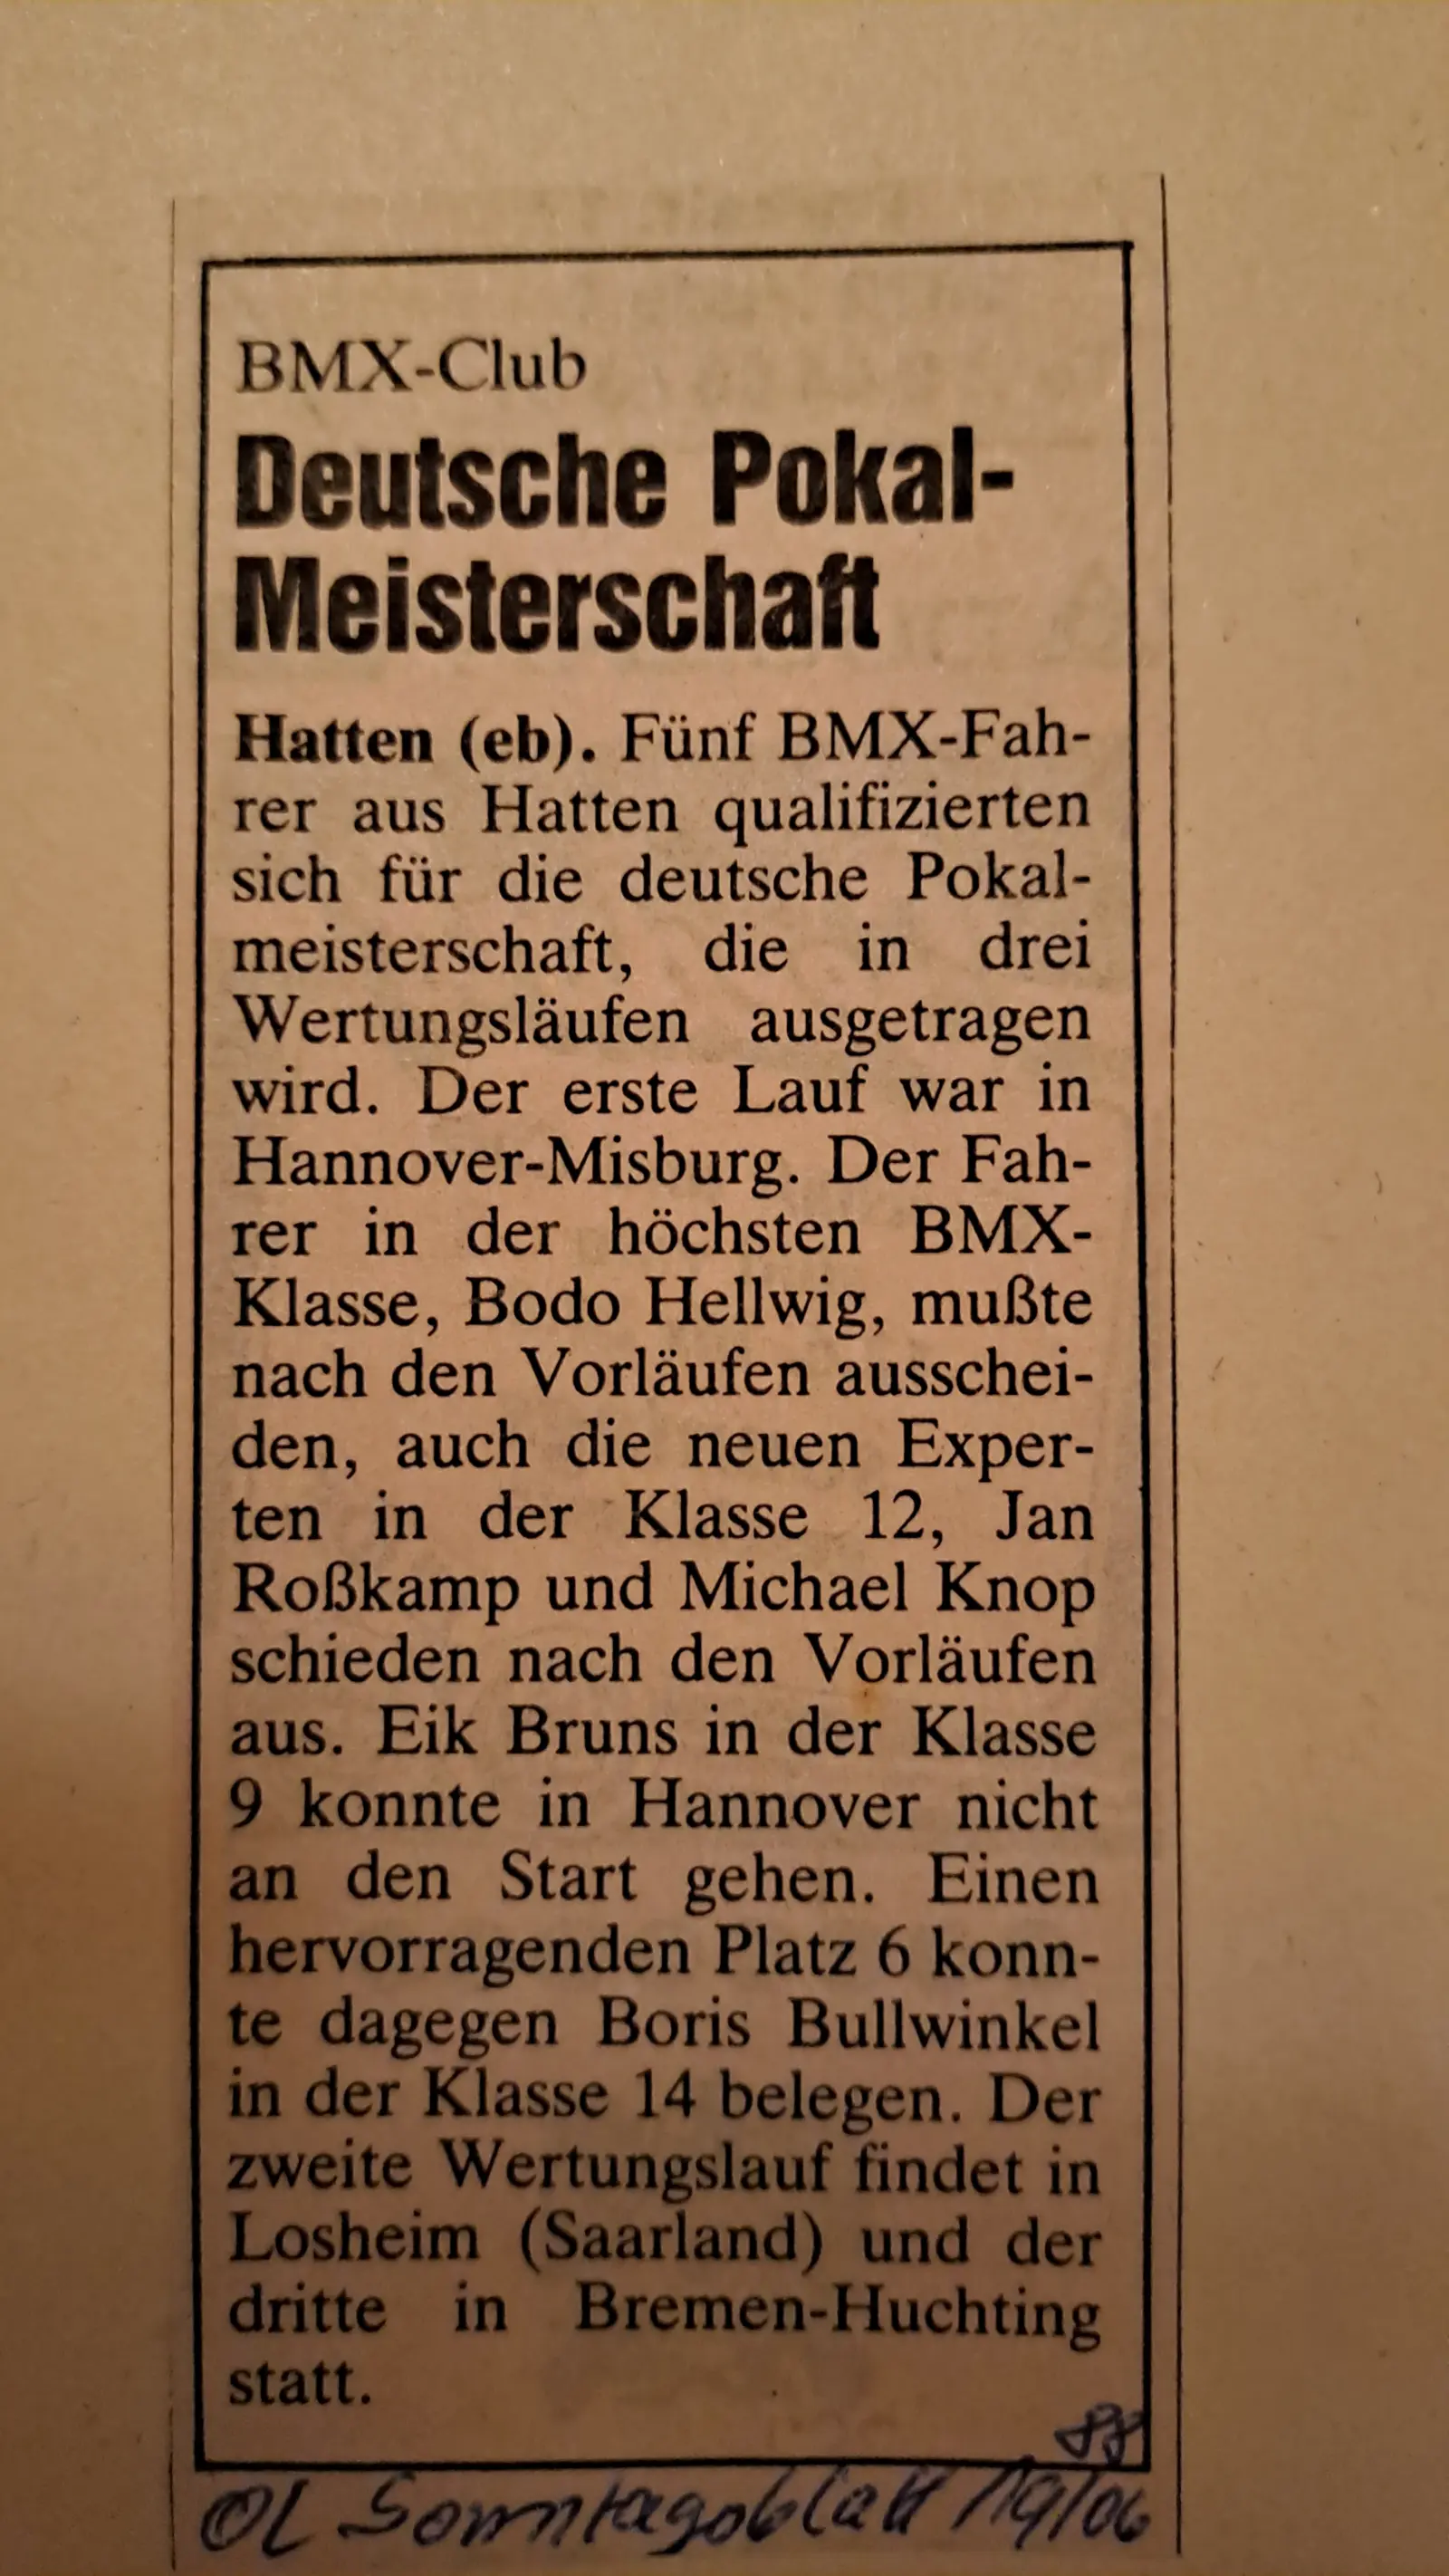 BMX-Club
Deutsche Pokal-
Meisterschaft
Hatten (eb). Fünf BMX-Fah-
rer aus Hatten qualifizierten
sich für die deutsche Pokal-
meisterschaft, die in drei
Wertungsläufen ausgetragen
wird. Der erste Lauf war in
Hannover-Misburg. Der Fah-
rer in der höchsten BMX-
Klasse, Bodo Hellwig, mußte
nach den Vorläufen ausschei-
den, auch die neuen Exper-
ten in der Klasse 12, Jan
Roßkamp und Michael Knop
schieden nach den Vorläufen
aus. Eik Bruns in der Klasse
9 konnte in Hannover nicht
an den Start gehen. Einen
hervorragenden Platz 6 konn-
te dagegen Boris Bullwinkel
in der Klasse 14 belegen. Der
zweite Wertungslauf findet in
Losheim (Saarland) und der
dritte in Bremen-Huchting
statt.
88
OL Sonntagsblatt 19/06